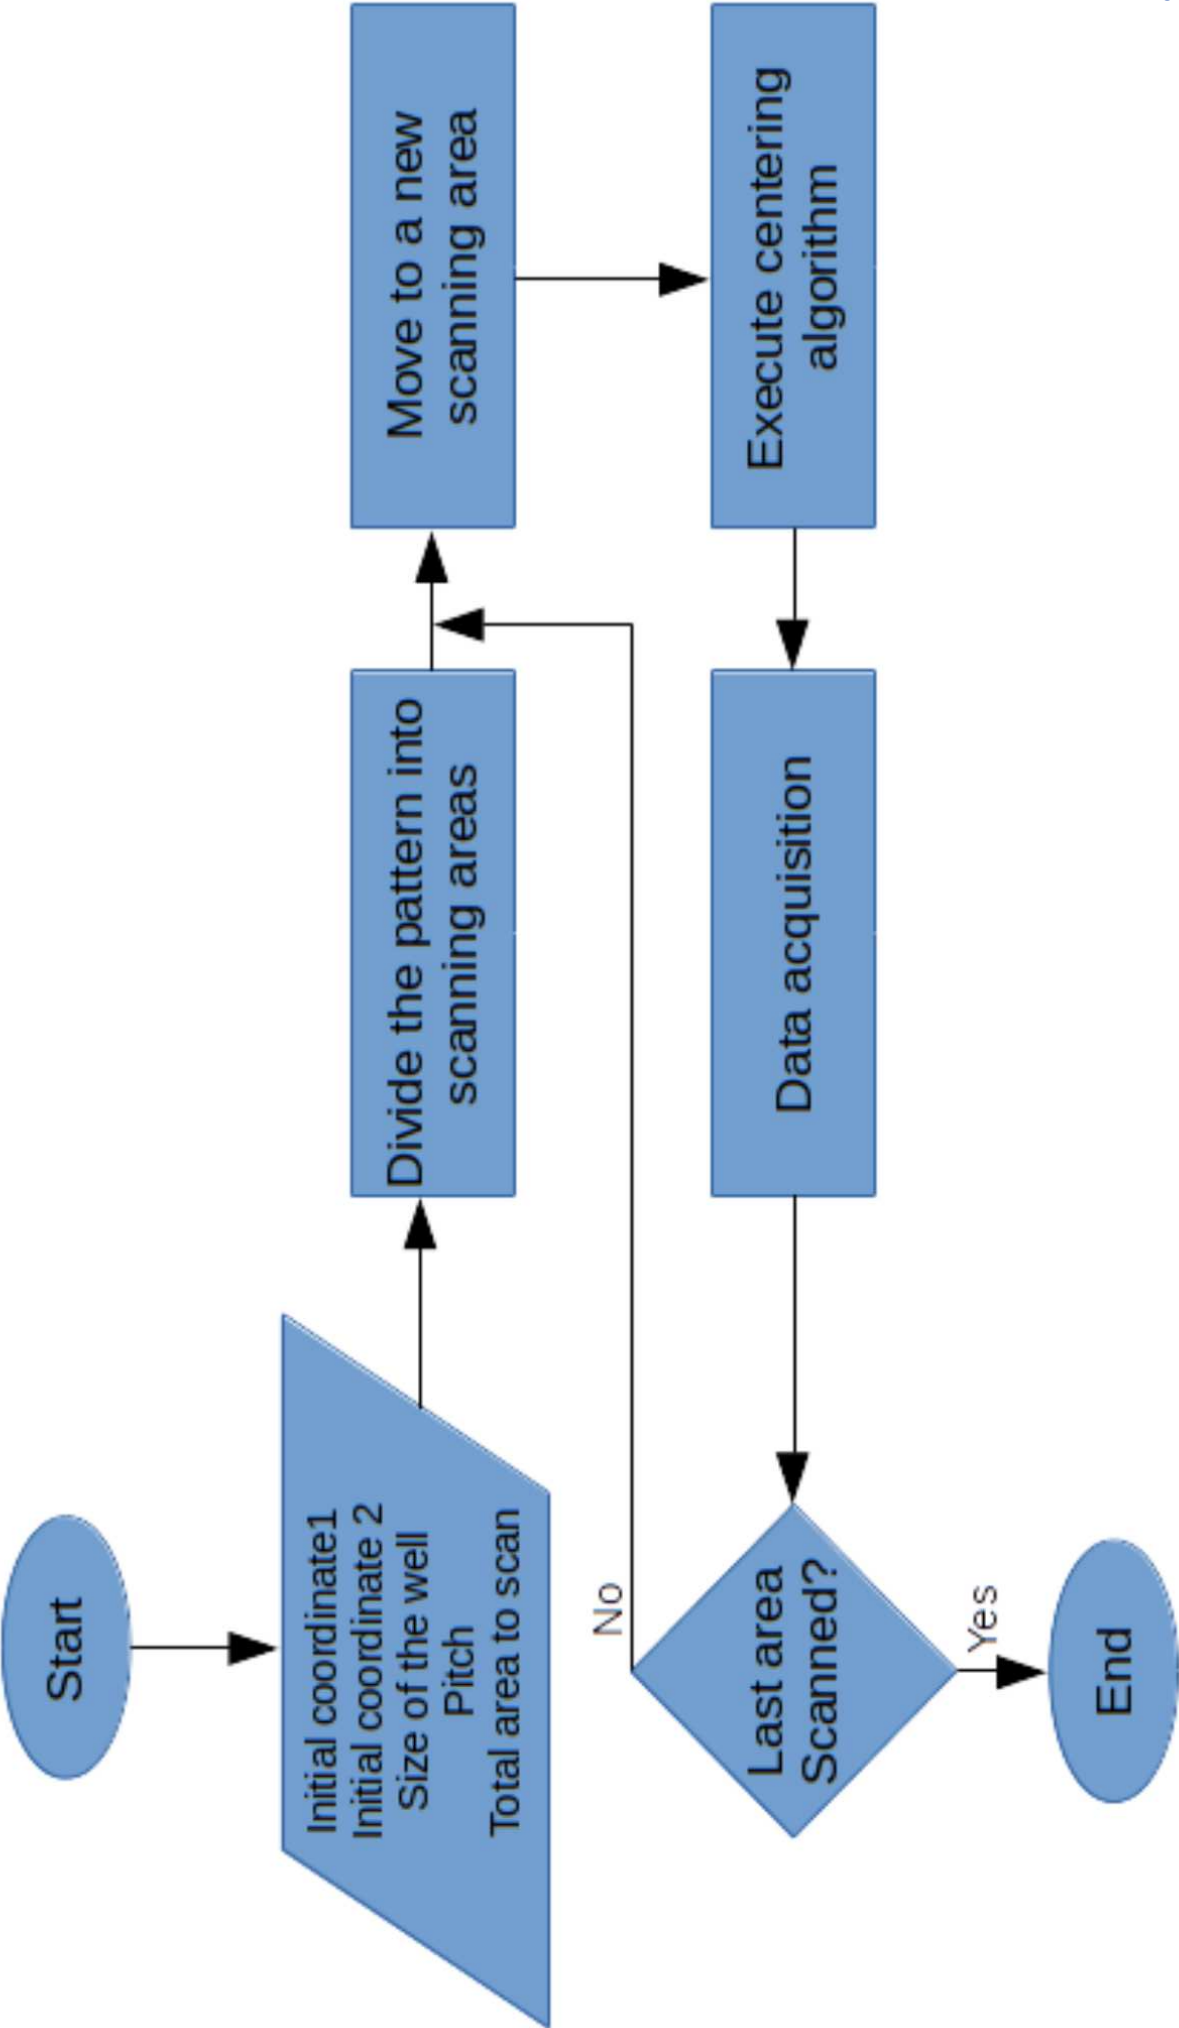 Start
Initial coordinate1
Initial coordinate 2
Size of the well
Pitch
Total area to scan
Divide the pattern into
scanning areas
Move to a new
scanning area
Execute centering
algorithm
Data acquisition
Last area
Scanned?
No
Yes
End